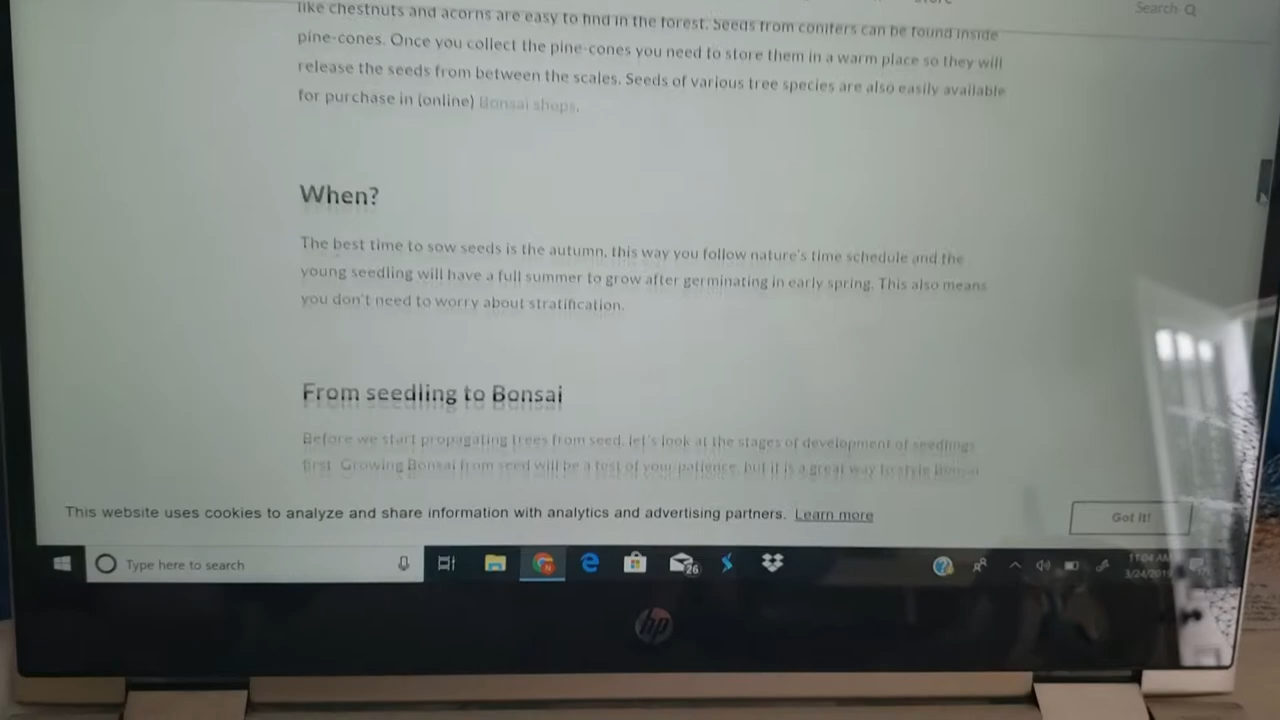 Search
like chestnuts and acorns are easy to find in the forest. Seeds from conifers can be found inside
pine-cones. Once you collect the pine-cones you need to store them in a warm place so they will
release the seeds from between the scales. Seeds of various tree species are also easily available
for purchase in (online) Bonsai shops.
When?
The best time to sow seeds is the autumn, this way you follow nature's time schedule and the
young seedling will have a full summer to grow after germinating in early spring. This also means
you don't need to worry about stratification.
From seedling to Bonsai
Before we start propagating trees from seed, let's look at the stages of development of seedlings
first. Growing Bonsai from seed will be a test of your patience, but it is a great way to style Bonsai
This website uses cookies to analyze and share information with analytics and advertising partners. Learn more
Got it!
Type here to search
26
11:04 AM
hp